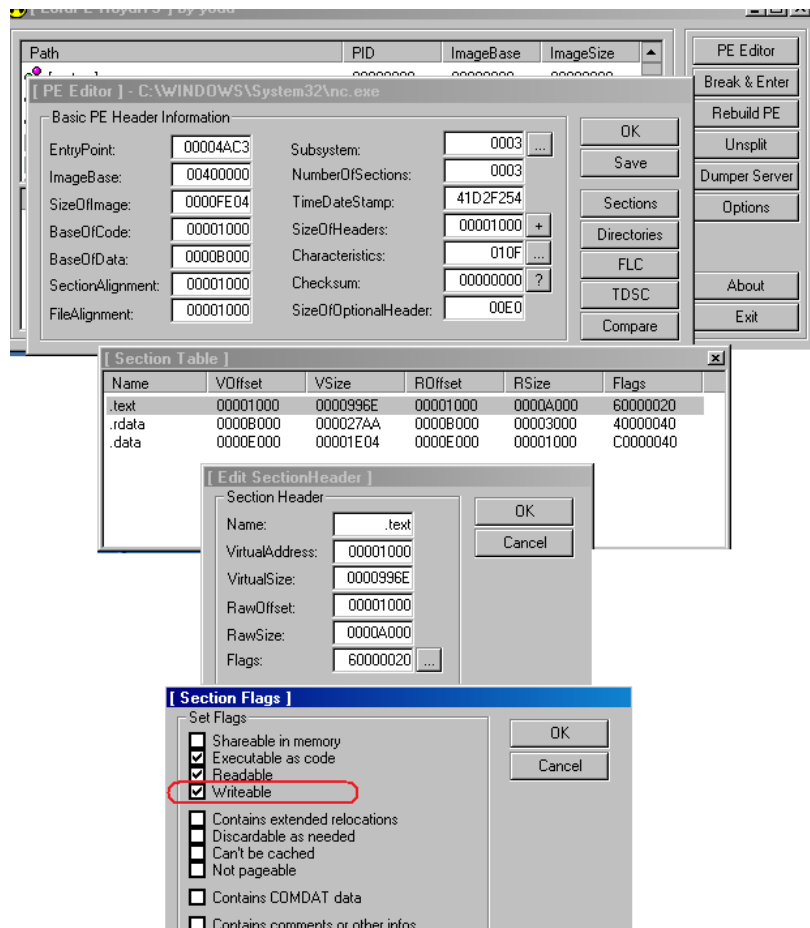 [ LordPE Royal TS ] by yoda
Path PID ImageBase ImageSize
PE Editor
Break & Enter
Rebuild PE
Unsplit
Dumper Server
Options
About
Exit
[ PE Editor ] - C:\WINDOWS\System32\nc.exe
Basic PE Header Information
EntryPoint: 00004AC3 Subsystem: 0003 ...
ImageBase: 00400000 NumberOfSections: 0003
SizeOfImage: 0000FE04 TimeDateStamp: 41D2F254
BaseOfCode: 00001000 SizeOfHeaders: 00001000 +
BaseOfData: 0000B000 Characteristics: 010F ...
SectionAlignment: 00001000 Checksum: 00000000 ?
FileAlignment: 00001000 SizeOfOptionalHeader: 00E0
OK
Save
Sections
Directories
FLC
TDSC
Compare
[ Section Table ]
Name VOffset VSize ROffset RSize Flags
.text 00001000 0000996E 00001000 0000A000 60000020
.rdata 0000B000 000027AA 0000B000 00003000 40000040
.data 0000E000 00001E04 0000E000 00001000 C0000040
[ Edit SectionHeader ]
Section Header
Name: .text
VirtualAddress: 00001000
VirtualSize: 0000996E
RawOffset: 00001000
RawSize: 0000A000
Flags: 60000020 ...
OK
Cancel
[ Section Flags ]
Set Flags
Shareable in memory
Executable as code
Readable
Writeable
Contains extended relocations
Discardable as needed
Can't be cached
Not pageable
Contains COMDAT data
Contains comments or other infos
OK
Cancel